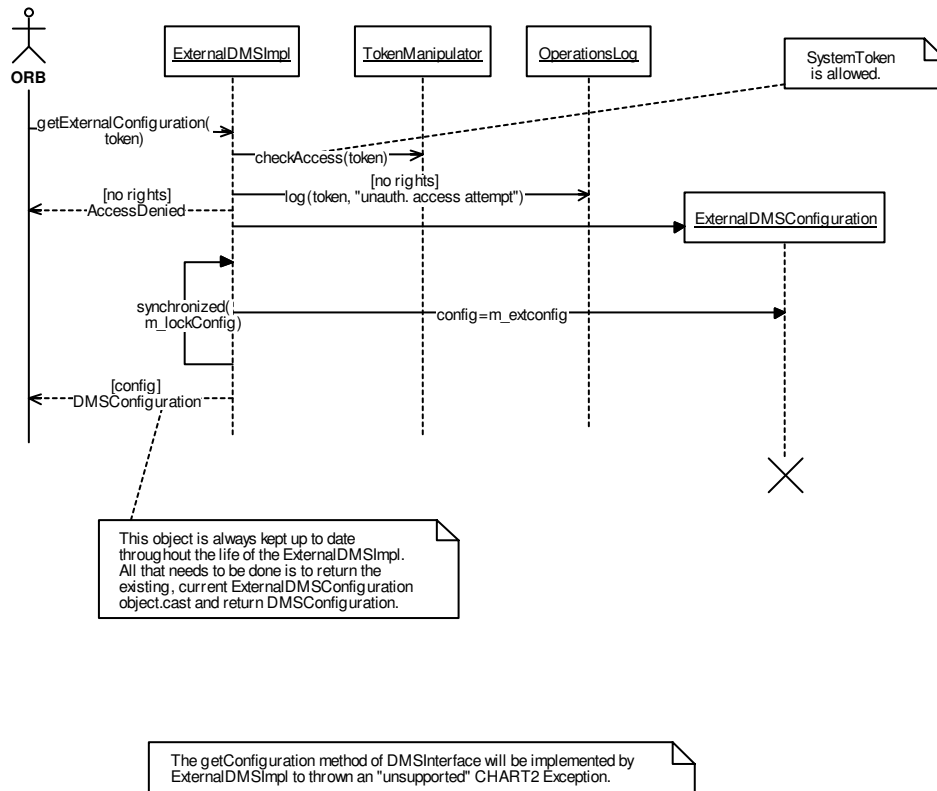 ExternalDMSImpl
TokenManipulator
OperationsLog
SystemToken
is allowed.
ORB
getExternalConfiguration(
token)
checkAccess(token)
[no rights]
log(token, "unauth. access attempt")
[no rights]
AccessDenied
ExternalDMSConfiguration
synchronized(
m_lockConfig)
config=m_extconfig
[config]
DMSConfiguration
This object is always kept up to date
throughout the life of the ExternalDMSImpl.
All that needs to be done is to return the
existing, current ExternalDMSConfiguration
object.cast and return DMSConfiguration.
The getConfiguration method of DMSInterface will be implemented by
ExternalDMSImpl to thrown an "unsupported" CHART2 Exception.